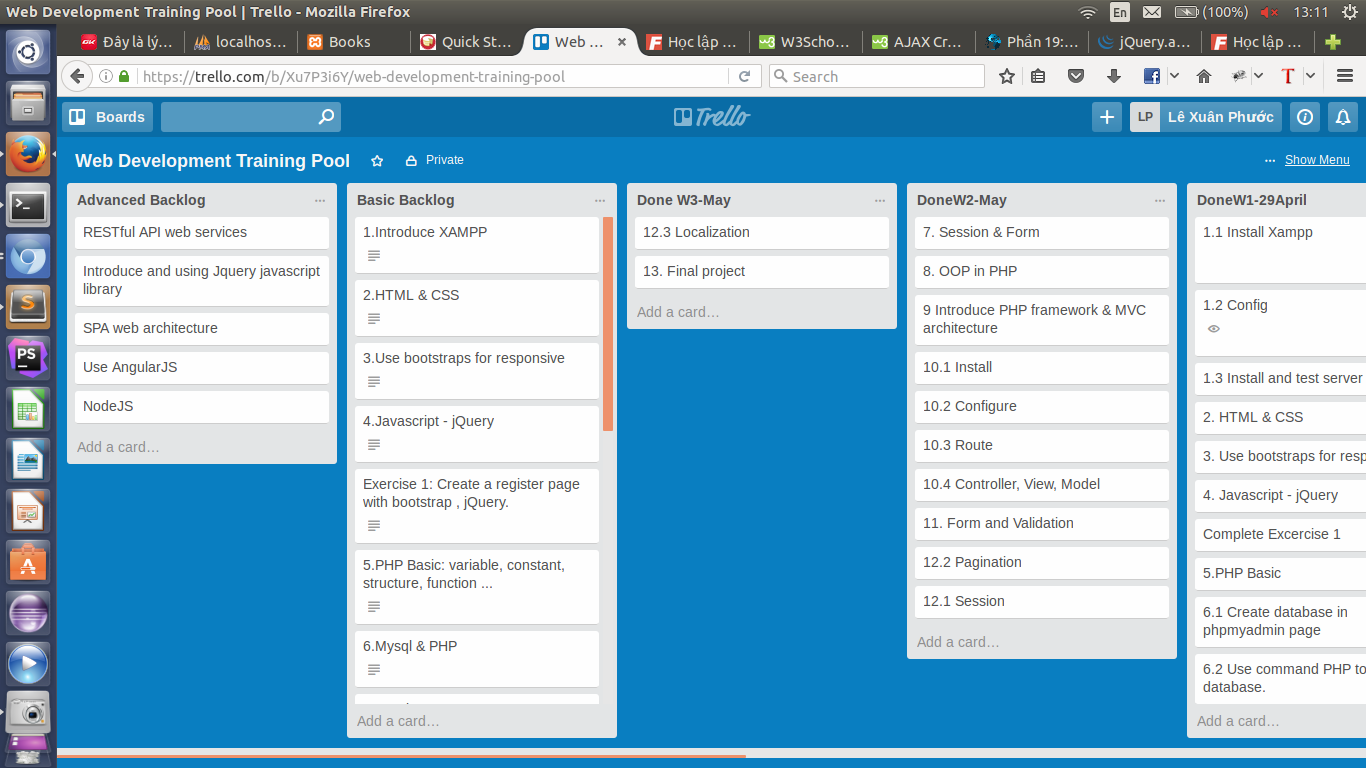 Web Development Training Pool | Trello - Mozilla Firefox
En
(100%)
13:11
Đây là lý...
localhos...
Books
Quick St...
Web ...
Học lập ...
W3Scho...
AJAX Cr...
Phần 19:...
jQuery.a...
Học lập ...
https://trello.com/b/Xu7P3i6Y/web-development-training-pool
Search
Boards
Trello
LP
Lê Xuân Phước
Web Development Training Pool
Private
Show Menu
Advanced Backlog
RESTful API web services
Introduce and using Jquery javascript
library
SPA web architecture
Use AngularJS
NodeJS
Add a card…
Basic Backlog
1.Introduce XAMPP
2.HTML & CSS
3.Use bootstraps for responsive
4.Javascript - jQuery
Exercise 1: Create a register page
with bootstrap , jQuery.
5.PHP Basic: variable, constant,
structure, function ...
6.Mysql & PHP
Add a card…
Done W3-May
12.3 Localization
13. Final project
Add a card…
DoneW2-May
7. Session & Form
8. OOP in PHP
9 Introduce PHP framework & MVC
architecture
10.1 Install
10.2 Configure
10.3 Route
10.4 Controller, View, Model
11. Form and Validation
12.2 Pagination
12.1 Session
Add a card…
DoneW1-29April
1.1 Install Xampp
1.2 Config
1.3 Install and test server
2. HTML & CSS
3. Use bootstraps for resp
4. Javascript - jQuery
Complete Excercise 1
5.PHP Basic
6.1 Create database in
phpmyadmin page
6.2 Use command PHP to
database.
Add a card…